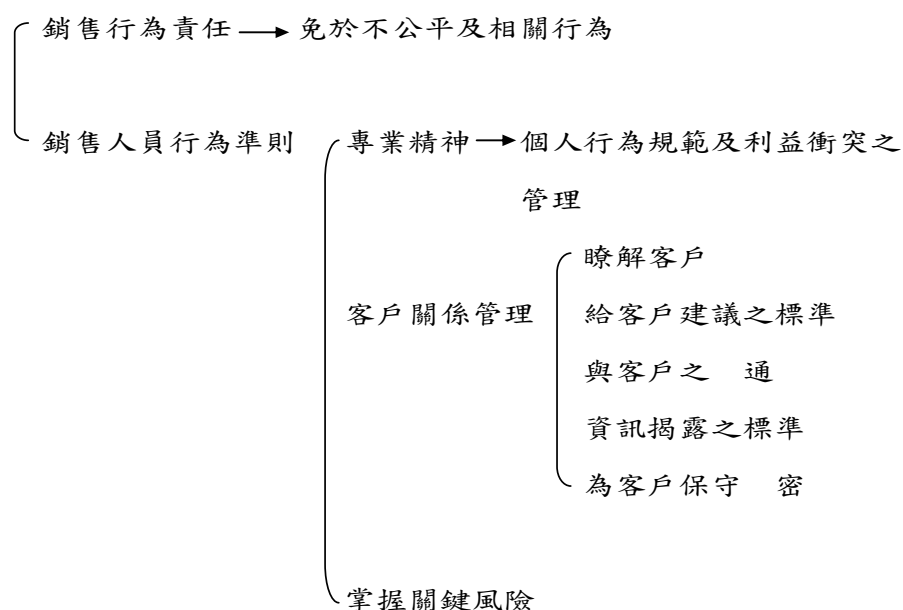 銷售行為責任 → 免於不公平及相關行為
銷售人員行為準則
專業精神 → 個人行為規範及利益衝突之
管理
客戶關係管理
瞭解客戶
給客戶建議之標準
與客戶之 通
資訊揭露之標準
為客戶保守 密
掌握關鍵風險